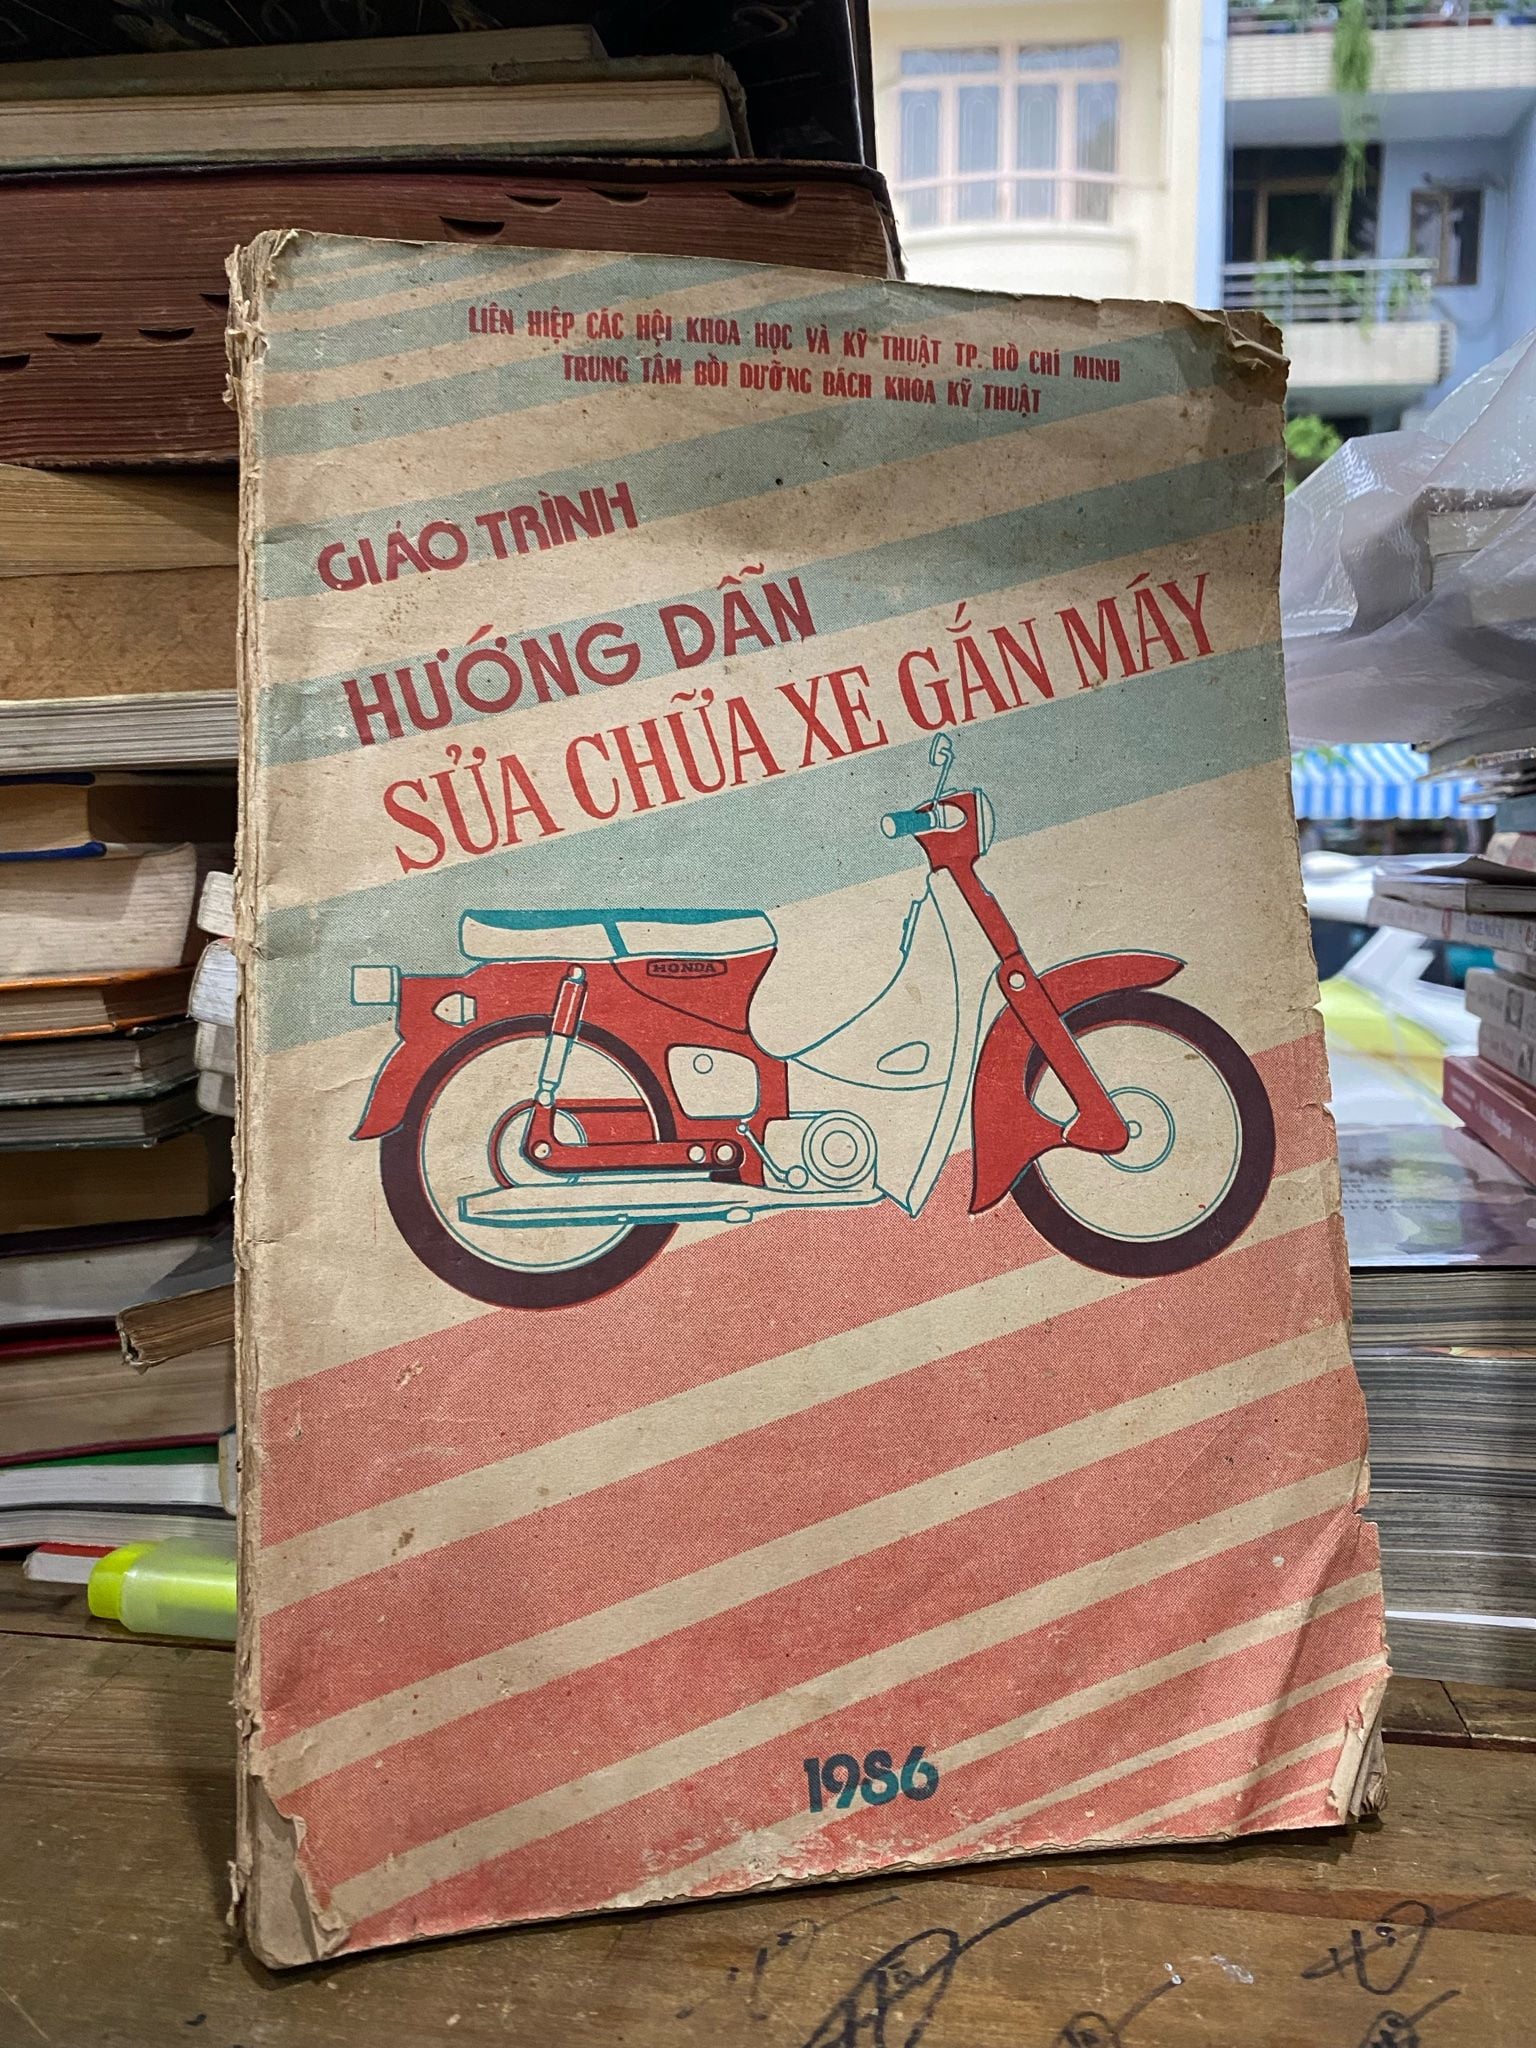 LIÊN HIỆP CÁC HỘI KHOA HỌC VÀ KỸ THUẬT TP. HỒ CHÍ MINH
TRUNG TÂM BỒI DƯỠNG BÁCH KHOA KỸ THUẬT
GIÁO TRÌNH
HƯỚNG DẪN
SỬA CHỮA XE GẮN MÁY
HONDA
1986